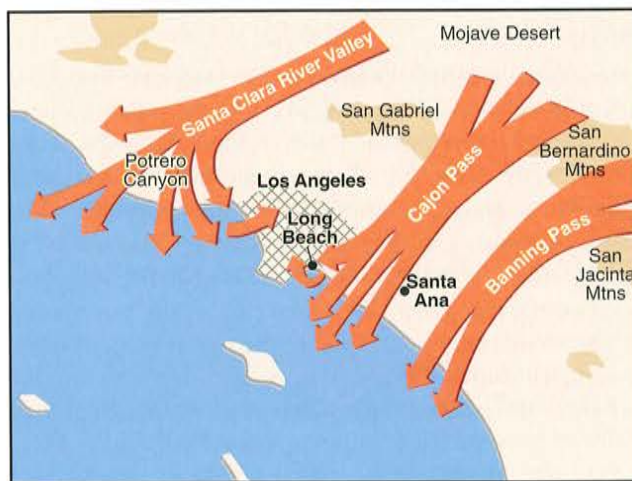 Mojave Desert
Santa Clara River Valley
San Gabriel
Mtns
San
Bernardino
Mtns
Potrero
Canyon
Cajon Pass
Los Angeles
Long
Beach
Banning Pass
San
Jacinta
Mtns
Santa
Ana